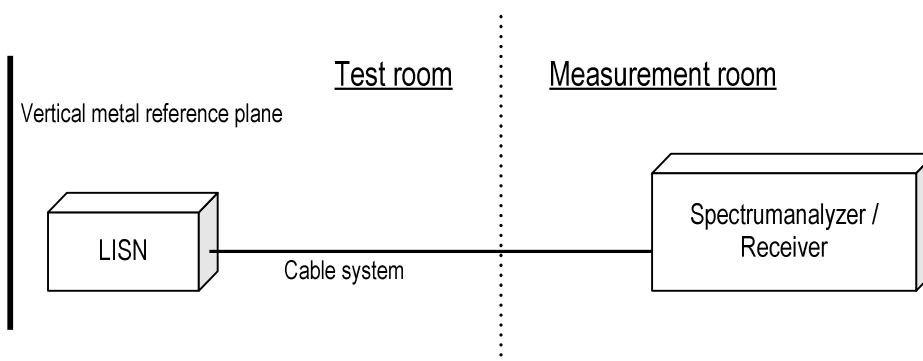 Test room
Measurement room
Vertical metal reference plane
LISN
Cable system
Spectrumanalyzer /
Receiver